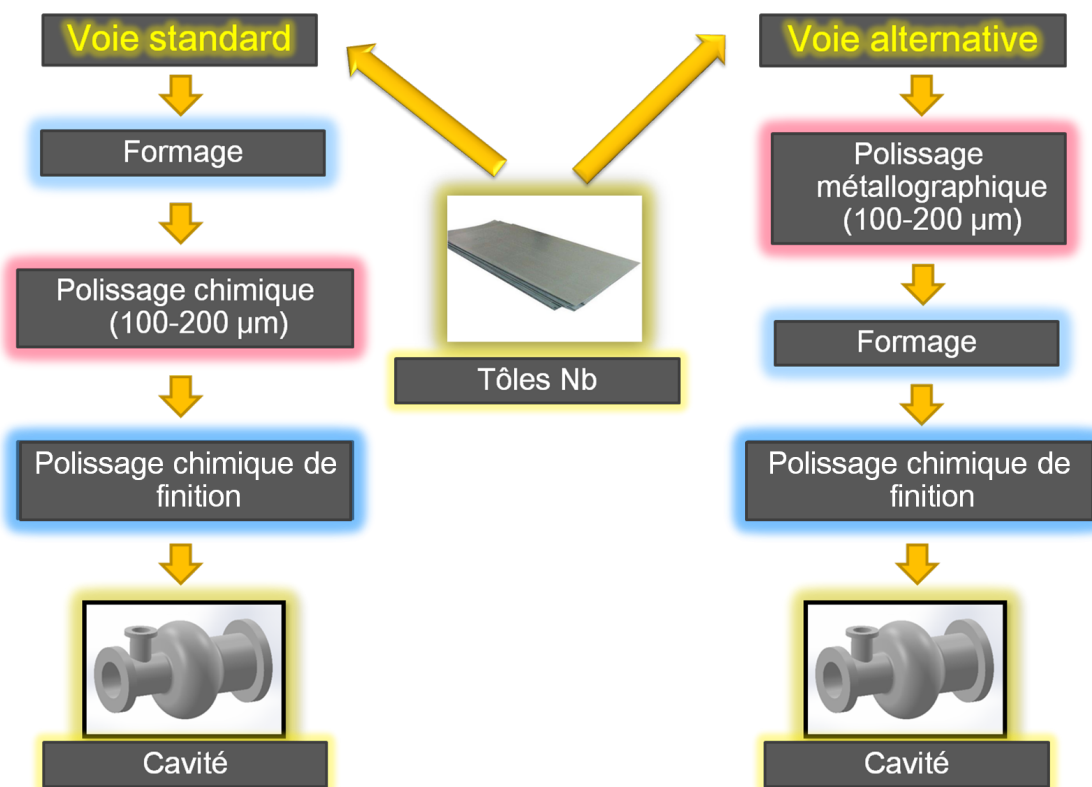 Voie standard
Formage
Polissage chimique
(100-200 µm)
Polissage chimique de
finition
Cavité
Tôles Nb
Voie alternative
Polissage
métallographique
(100-200 µm)
Formage
Polissage chimique de
finition
Cavité